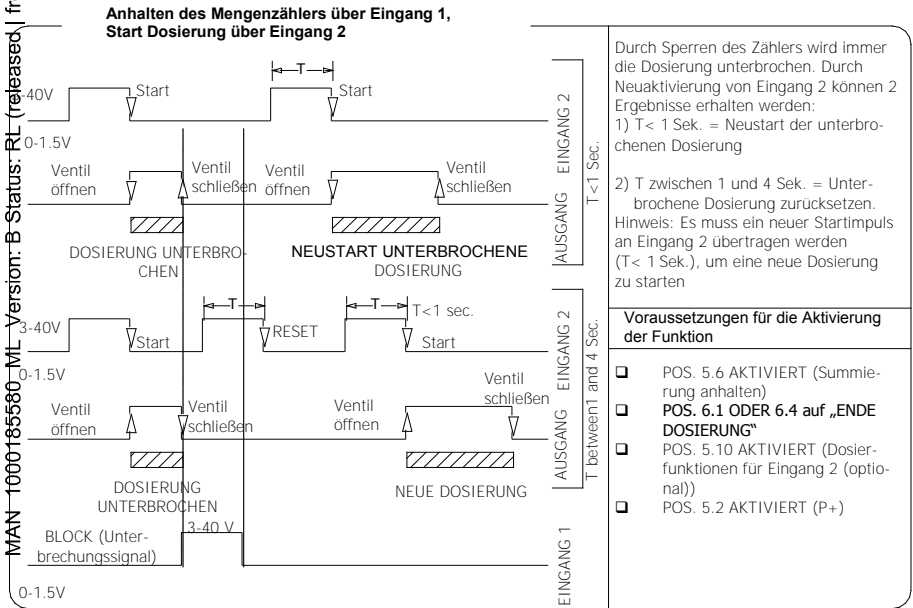 Anhalten des Mengenzählers über Eingang 1,
Start Dosierung über Eingang 2
MAN 1000185580 ML Version: B Status: RL (released | fr
-40V
Start
T
Start
0-1.5V
Ventil
öffnen
Ventil
schließen
Ventil
öffnen
Ventil
schließen
DOSIERUNG UNTERBRO-
CHEN
NEUSTART UNTERBROCHENE
DOSIERUNG
AUSGANG EINGANG 2
T<1 Sec.
3-40V
Start
T
RESET
T
T<1 sec.
Start
0-1.5V
Ventil
öffnen
Ventil
schließen
Ventil
öffnen
Ventil
schließen
DOSIERUNG
UNTERBROCHEN
NEUE DOSIERUNG
AUSGANG EINGANG 2
T between1 and 4 Sec.
BLOCK (Unter-
brechungssignal)
3-40 V
0-1.5V
EINGANG 1
Durch Sperren des Zählers wird immer
die Dosierung unterbrochen. Durch
Neuaktivierung von Eingang 2 können 2
Ergebnisse erhalten werden:
1) T< 1 Sek. = Neustart der unterbro-
chenen Dosierung
2) T zwischen 1 und 4 Sek. = Unter-
brochene Dosierung zurücksetzen.
Hinweis: Es muss ein neuer Startimpuls
an Eingang 2 übertragen werden
(T< 1 Sek.), um eine neue Dosierung
zu starten
Voraussetzungen für die Aktivierung
der Funktion
❑ POS. 5.6 AKTIVIERT (Summie-
rung anhalten)
❑ POS. 6.1 ODER 6.4 auf „ENDE
DOSIERUNG“
❑ POS. 5.10 AKTIVIERT (Dosier-
funktionen für Eingang 2 (optio-
nal))
❑ POS. 5.2 AKTIVIERT (P+)